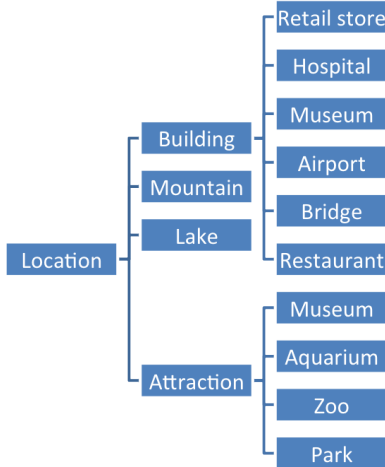 Retail store
Hospital
Museum
Building
Airport
Mountain
Bridge
Lake
Location
Restaurant
Museum
Aquarium
Attraction
Zoo
Park